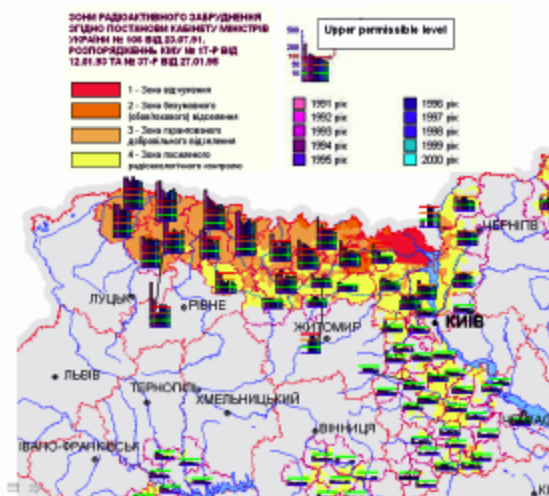 ЗОНИ РАДІОАКТИВНОГО ЗАБРУДНЕННЯ
ЗГІДНО ПОСТАНОВИ КАБІНЕТУ МІНІСТРІВ
УКРАЇНИ № 106 ВІД 23.07.91,
РОЗПОРЯДЖЕНЬ КМУ № 17-Р ВІД
12.01.93 ТА № 37-Р ВІД 27.01.95
1 - Зона відчуження
2 - Зона безумовного
(обов'язкового) відселення
3 - Зона гарантованого
добровільного відселення
4 - Зона посиленого
радіоекологічного контролю
Upper permissible level
500
1991 рік
1992 рік
1993 рік
1994 рік
1995 рік
1996 рік
1997 рік
1998 рік
1999 рік
2000 рік
ЧЕРНІГІВ
ЛУЦЬК
РІВНЕ
КИЇВ
ЖИТОМИР
ЛЬВІВ
ТЕРНОПІЛЬ
ХМЕЛЬНИЦЬКИЙ
ВІННИЦЯ
ІВАНО-ФРАНКІВСЬК